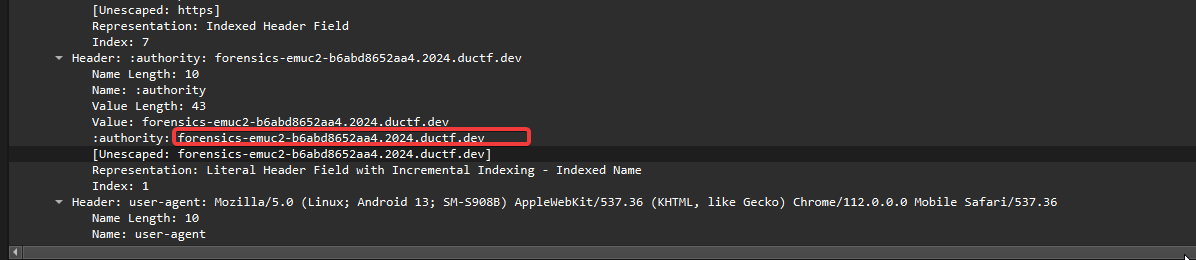 [Unescaped: https]
Representation: Indexed Header Field
Index: 7
Header: :authority: forensics-emuc2-b6abd8652aa4.2024.ductf.dev
Name Length: 10
Name: :authority
Value Length: 43
Value: forensics-emuc2-b6abd8652aa4.2024.ductf.dev
:authority: forensics-emuc2-b6abd8652aa4.2024.ductf.dev
[Unescaped: forensics-emuc2-b6abd8652aa4.2024.ductf.dev]
Representation: Literal Header Field with Incremental Indexing - Indexed Name
Index: 1
Header: user-agent: Mozilla/5.0 (Linux; Android 13; SM-S908B) AppleWebKit/537.36 (KHTML, like Gecko) Chrome/112.0.0.0 Mobile Safari/537.36
Name Length: 10
Name: user-agent